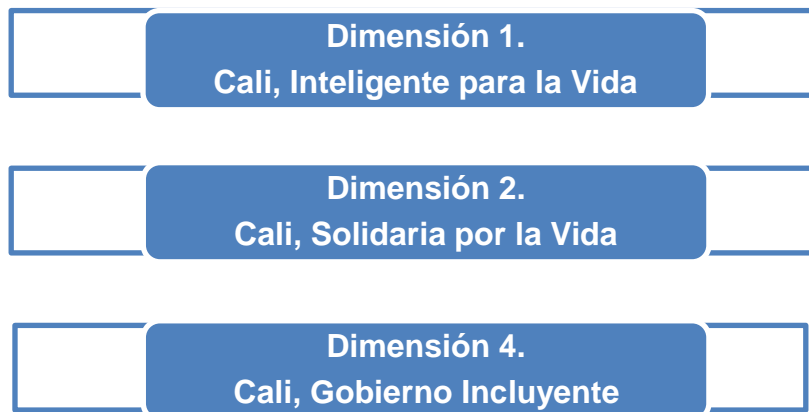 Dimensión 1.
Cali, Inteligente para la Vida
Dimensión 2.
Cali, Solidaria por la Vida
Dimensión 4.
Cali, Gobierno Incluyente